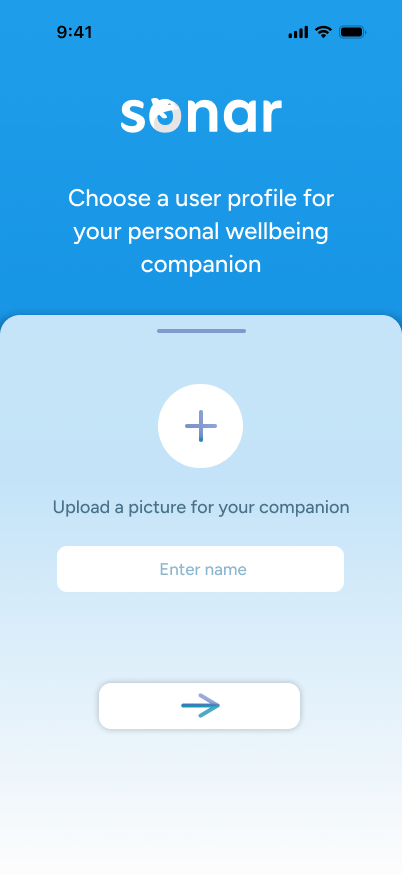 9:41
sonar
Choose a user profile for
your personal wellbeing
companion
Upload a picture for your companion
Enter name